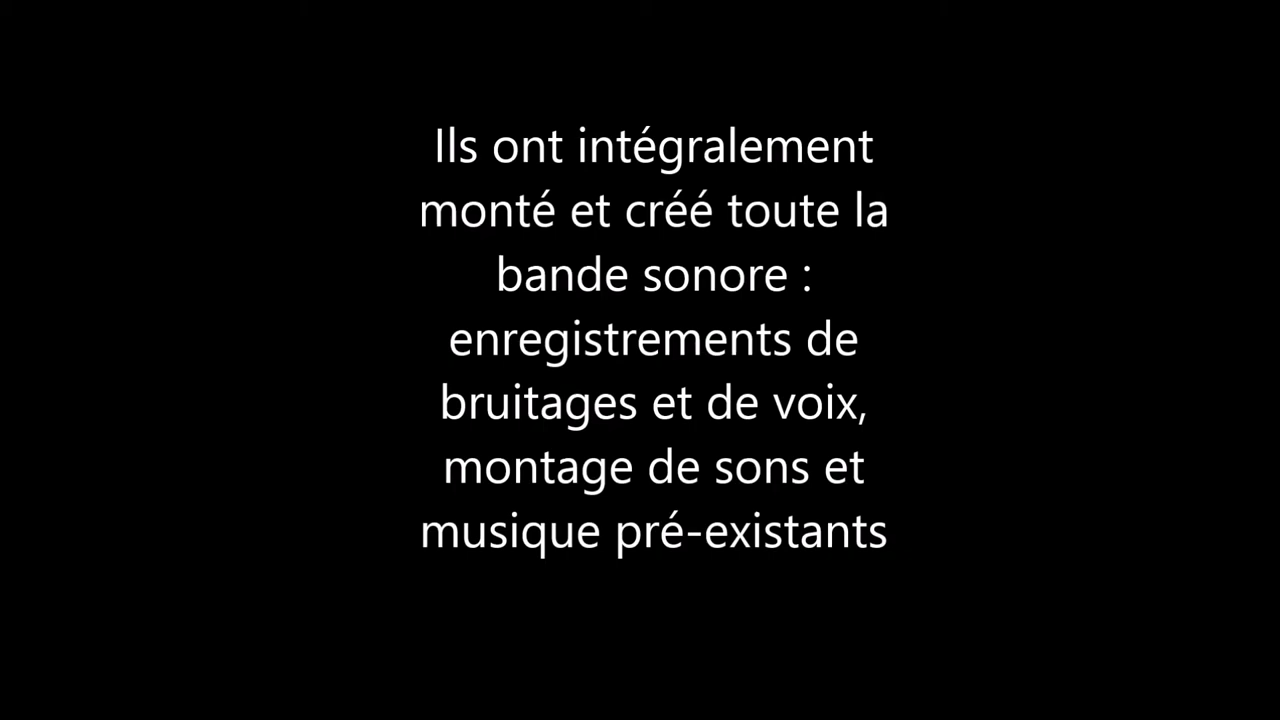 Ils ont intégralement
monté et créé toute la
bande sonore :
enregistrements de
bruitages et de voix,
montage de sons et
musique pré-existants